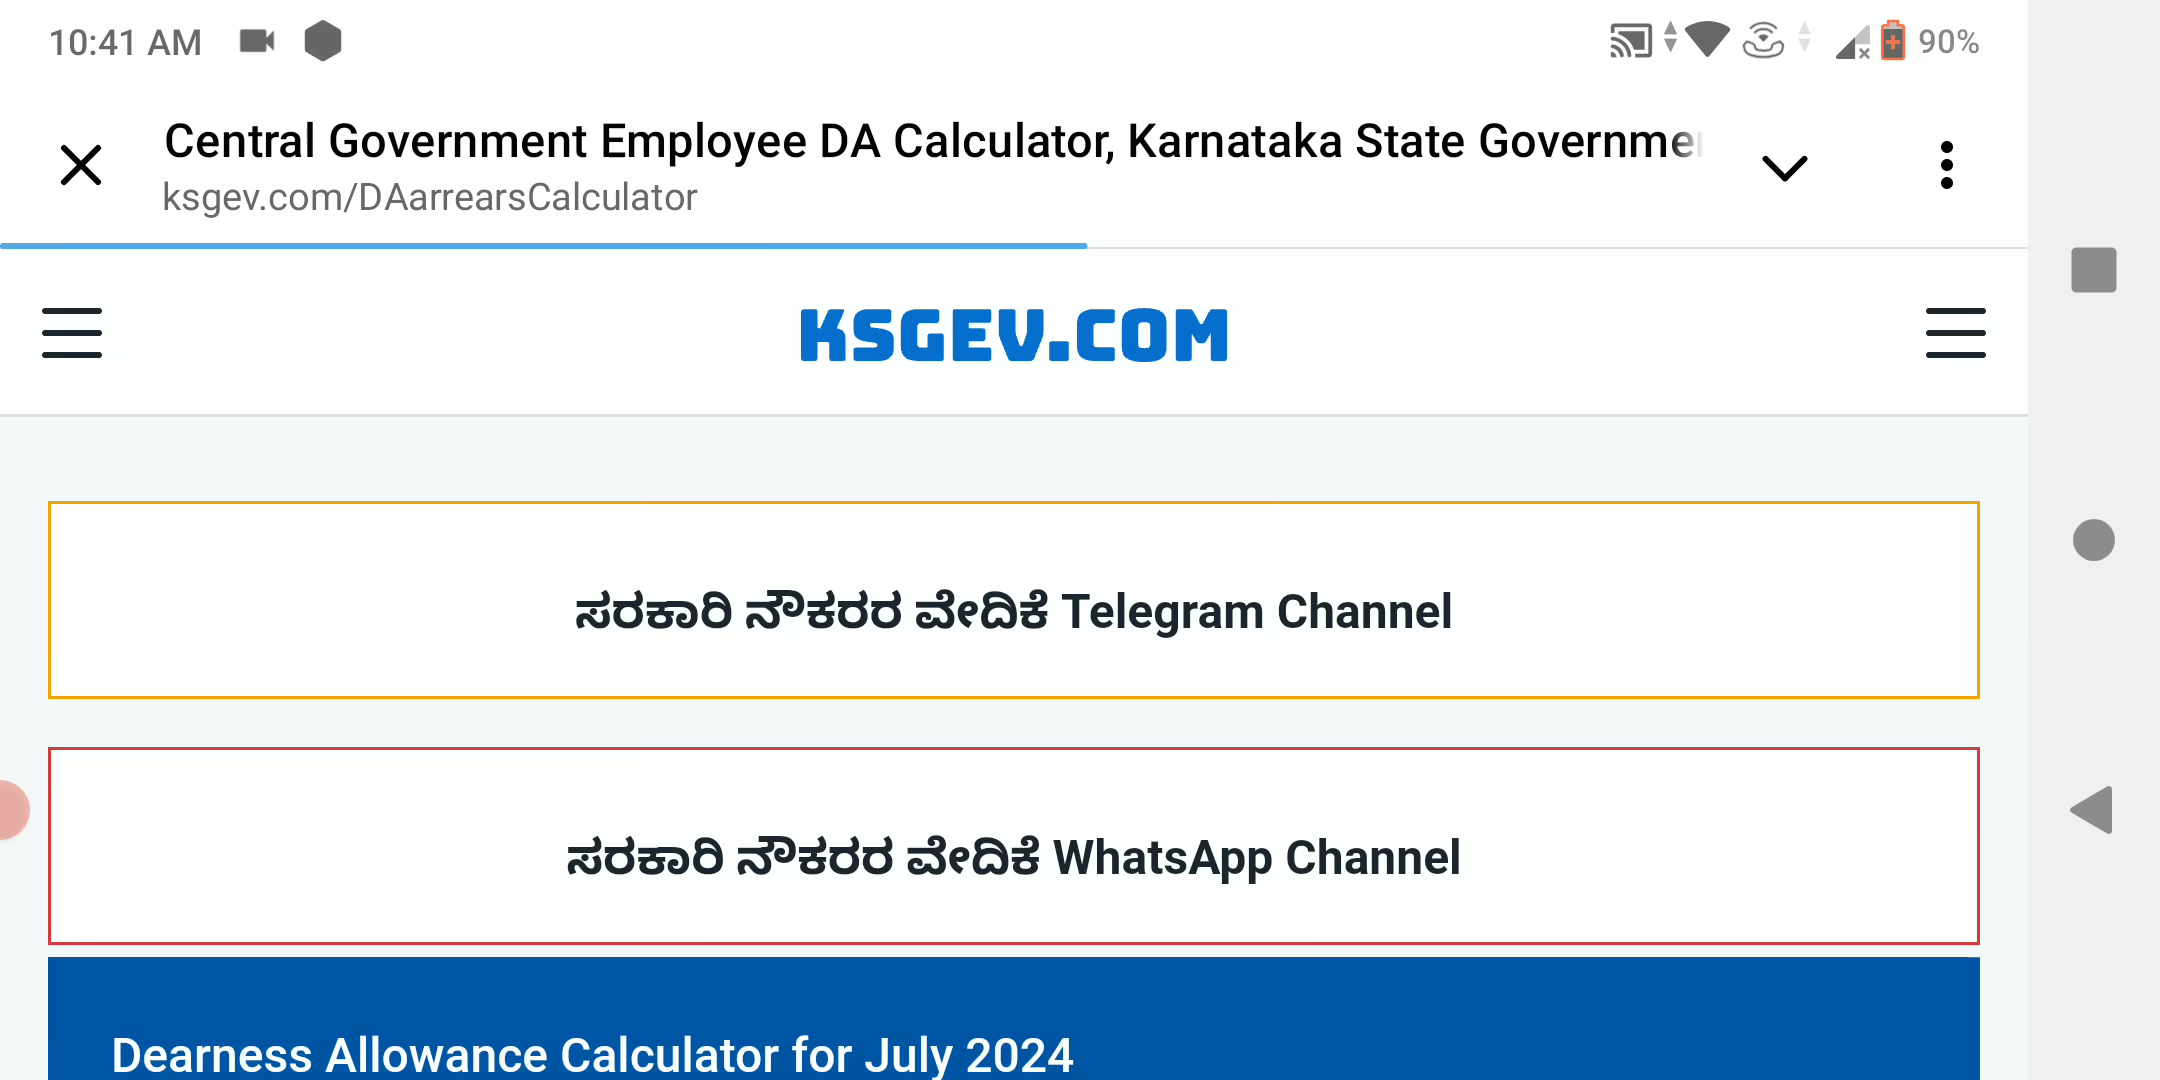 10:41 AM
90%
Central Government Employee DA Calculator, Karnataka State
ksgev.com/DAarrearsCalculator
KSGEV.COM
ಸರಕಾರಿ ನೌಕರರ ವೇದಿಕೆ Telegram Channel
ಸರಕಾರಿ ನೌಕರರ ವೇದಿಕೆ WhatsApp Channel
Dearness Allowance Calculator for July 2024